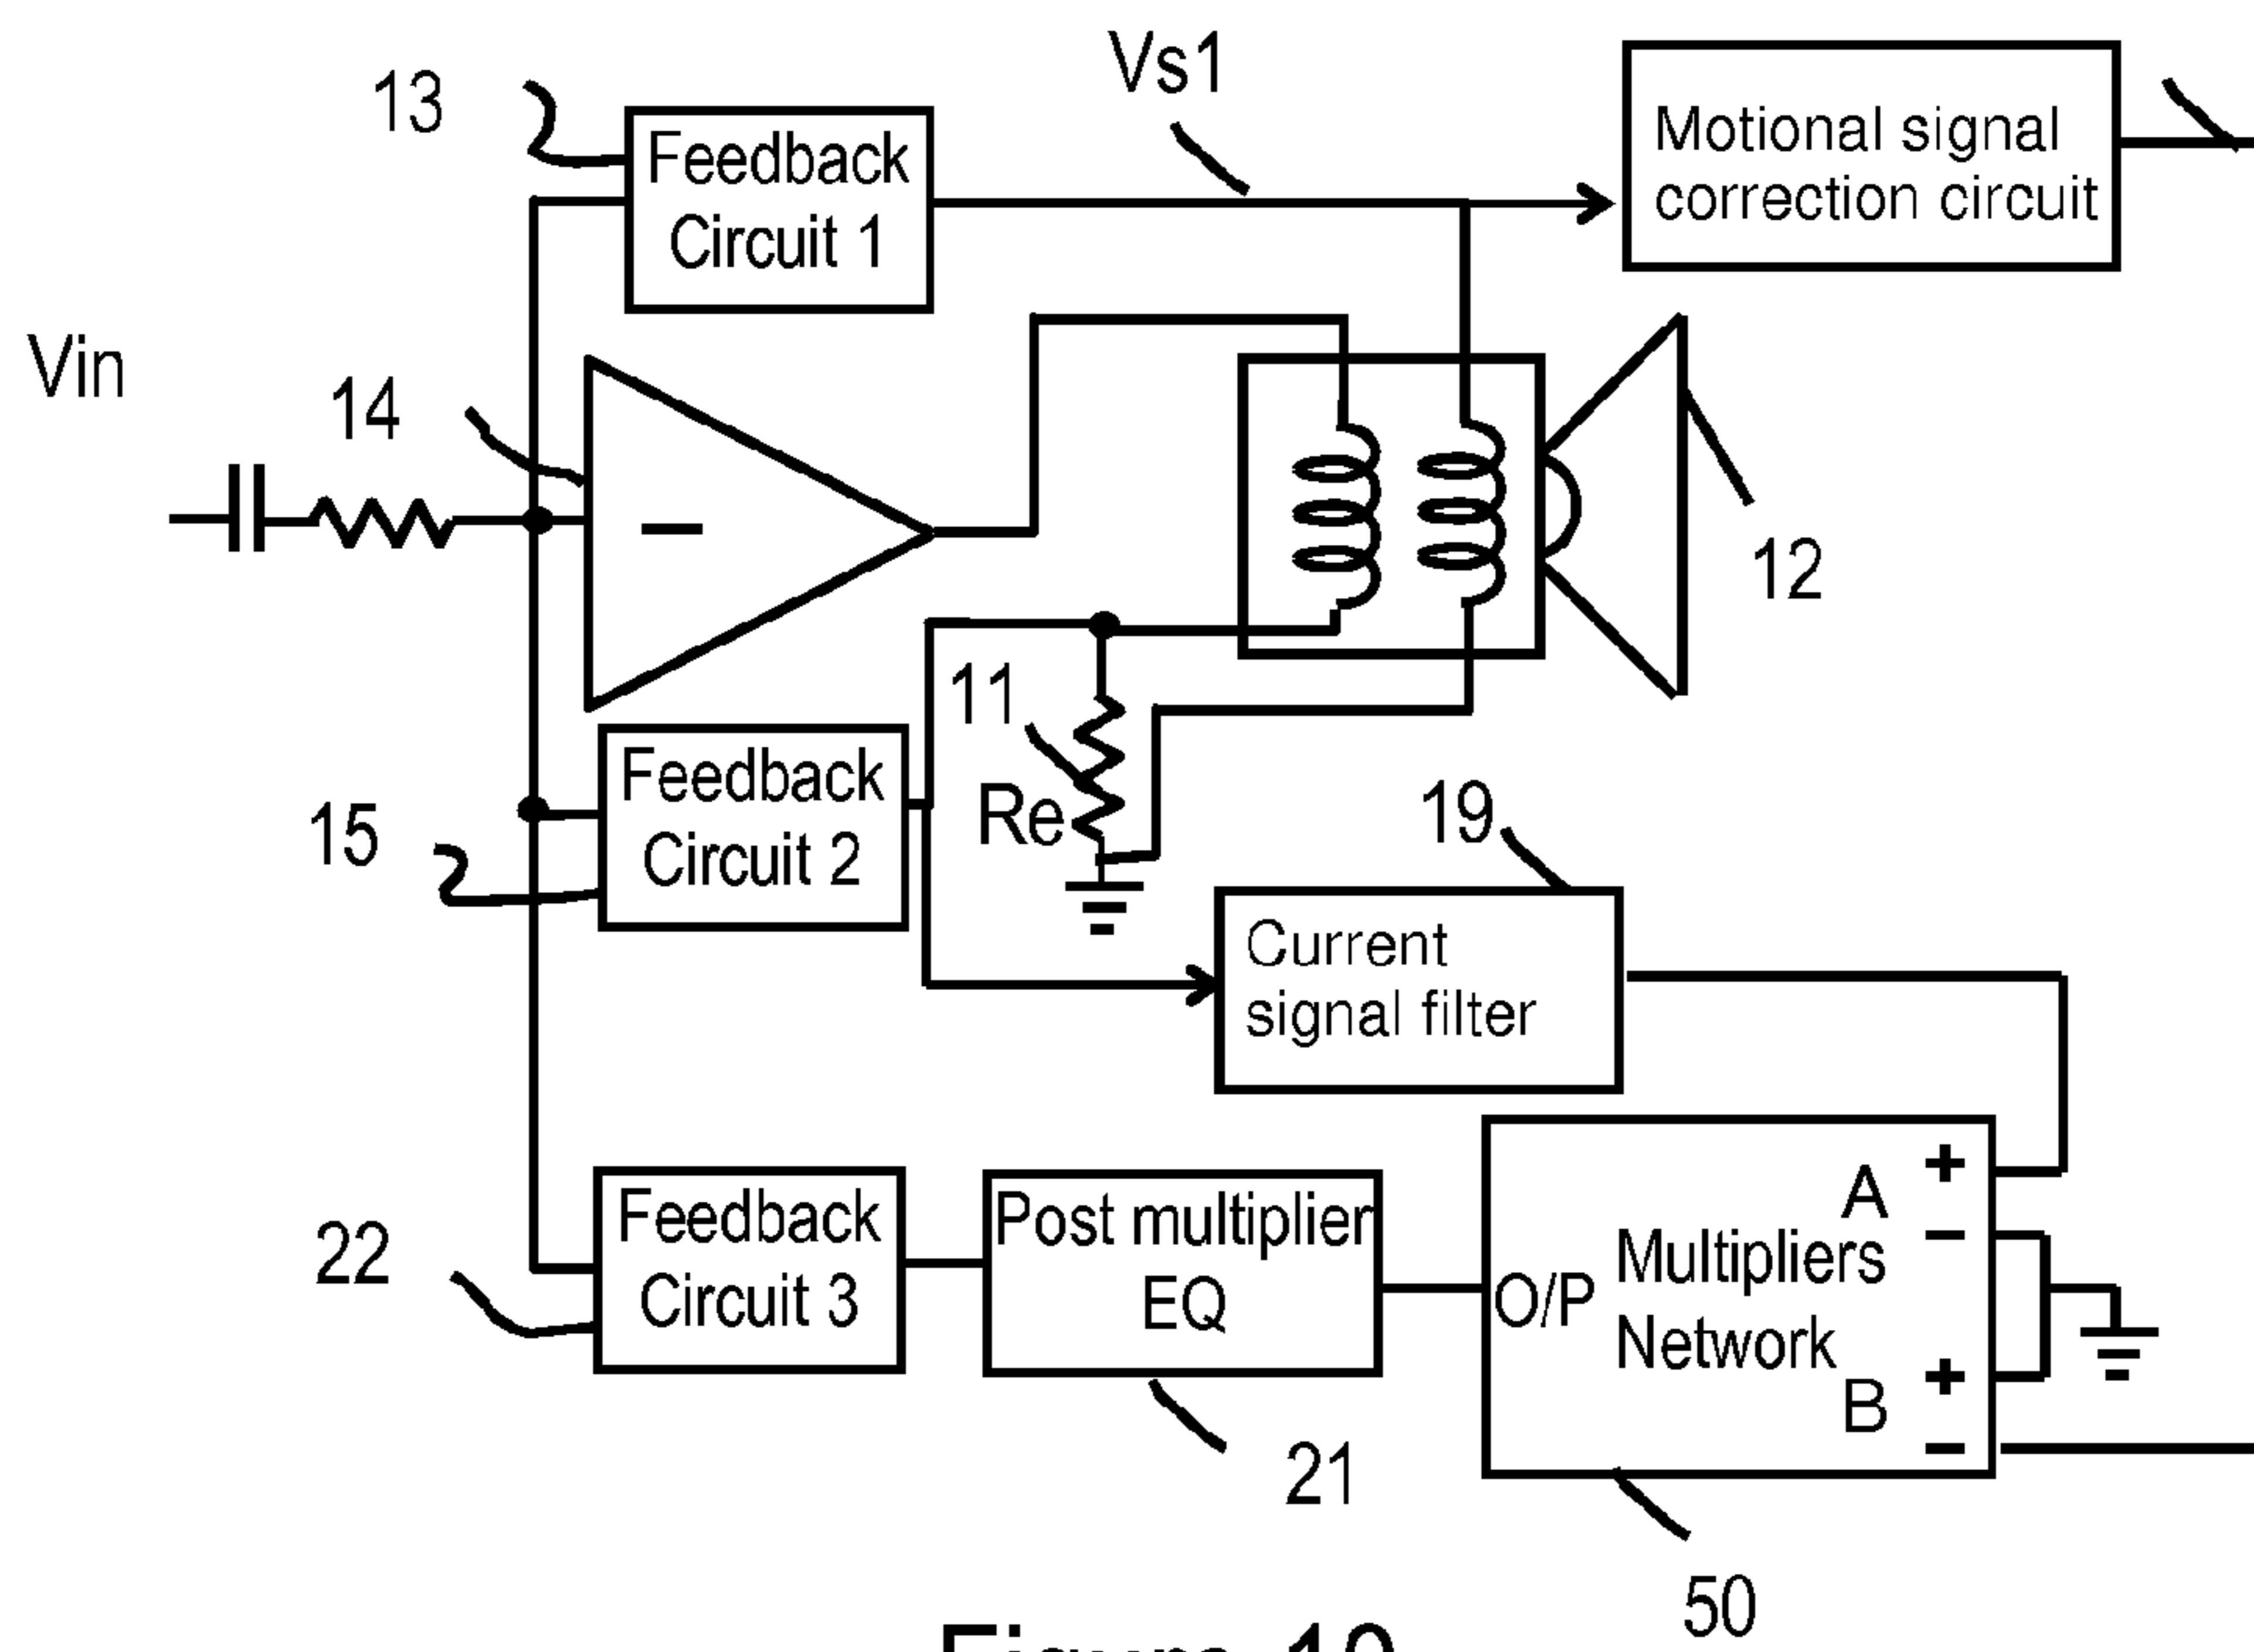 Vs1
13
Feedback
Circuit 1
Motional signal
correction circuit
Vin
14
−
12
11
Re
Feedback
Circuit 2
15
19
Current
signal filter
A +
−
Multipliers
Network
O/P
B +
−
Feedback
Circuit 3
Post multiplier
EQ
22
21
50